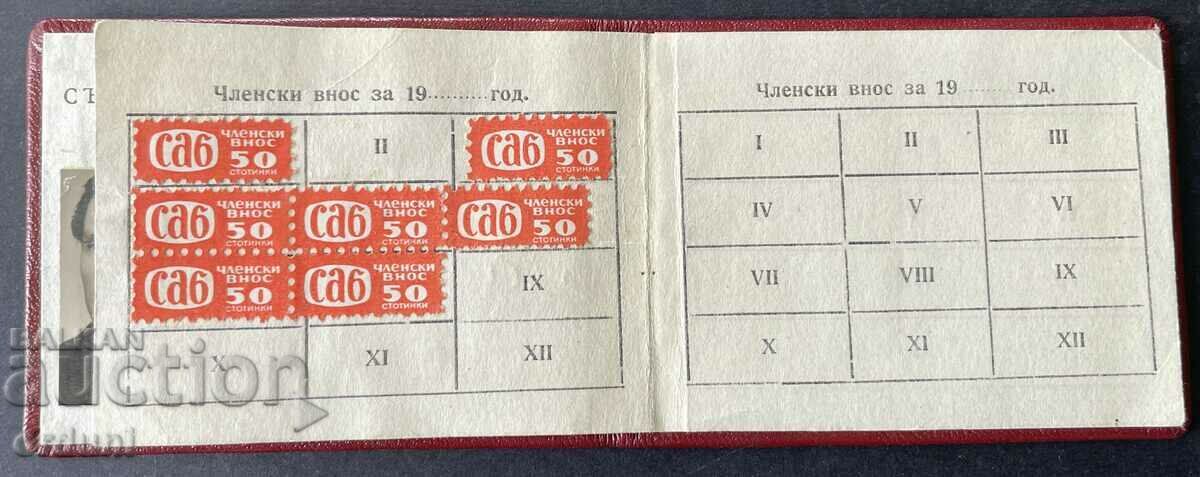 СЪ
Членски внос за 19.......... год.
саб ЧЛЕНСКИ ВНОС 50 СТОТИНКИ
II
саб ЧЛЕНСКИ ВНОС 50 СТОТИНКИ
саб ЧЛЕНСКИ ВНОС 50 СТОТИНКИ
саб ЧЛЕНСКИ ВНОС 50 СТОТИНКИ
саб ЧЛЕНСКИ ВНОС 50 СТОТИНКИ
саб ЧЛЕНСКИ ВНОС 50 СТОТИНКИ
саб ЧЛЕНСКИ ВНОС 50 СТОТИНКИ
IX
X XI XII
Членски внос за 19.......... год.
I II III
IV V VI
VII VIII IX
X XI XII
BALKAN
auction
orduni